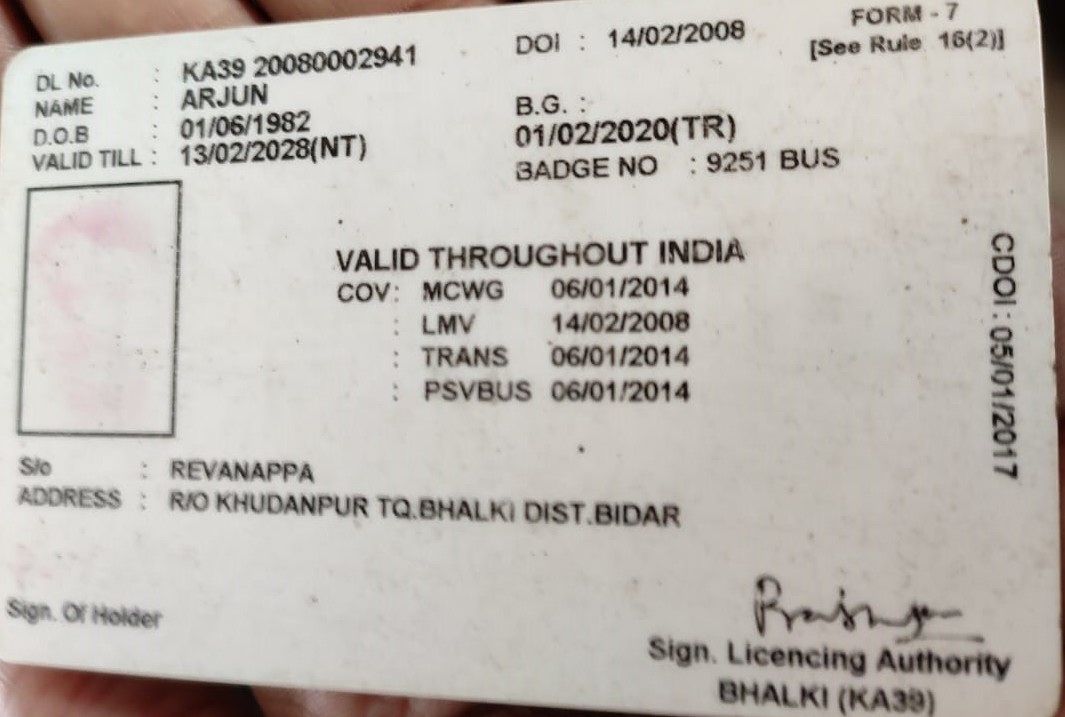 FORM - 7
[See Rule 16(2)]
DL No. : KA39 20080002941 DOI : 14/02/2008
NAME : ARJUN B.G. :
D.O.B : 01/06/1982 01/02/2020(TR)
VALID TILL : 13/02/2028(NT) BADGE NO : 9251 BUS
VALID THROUGHOUT INDIA
COV: MCWG 06/01/2014
: LMV 14/02/2008
: TRANS 06/01/2014
: PSVBUS 06/01/2014
CDOI: 05/01/2017
S/o : REVANAPPA
ADDRESS : R/O KHUDANPUR TQ.BHALKI DIST.BIDAR
Sign. Of Holder
Sign. Licencing Authority
BHALKI (KA39)